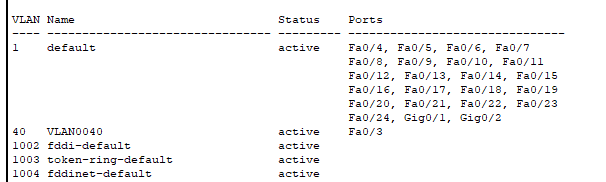 VLAN Name                             Status    Ports
---- -------------------------------- --------- -------------------------------
1    default                          active    Fa0/4, Fa0/5, Fa0/6, Fa0/7
                                                Fa0/8, Fa0/9, Fa0/10, Fa0/11
                                                Fa0/12, Fa0/13, Fa0/14, Fa0/15
                                                Fa0/16, Fa0/17, Fa0/18, Fa0/19
                                                Fa0/20, Fa0/21, Fa0/22, Fa0/23
                                                Fa0/24, Gig0/1, Gig0/2
40   VLAN0040                         active    Fa0/3
1002 fddi-default                     active
1003 token-ring-default               active
1004 fddinet-default                  active